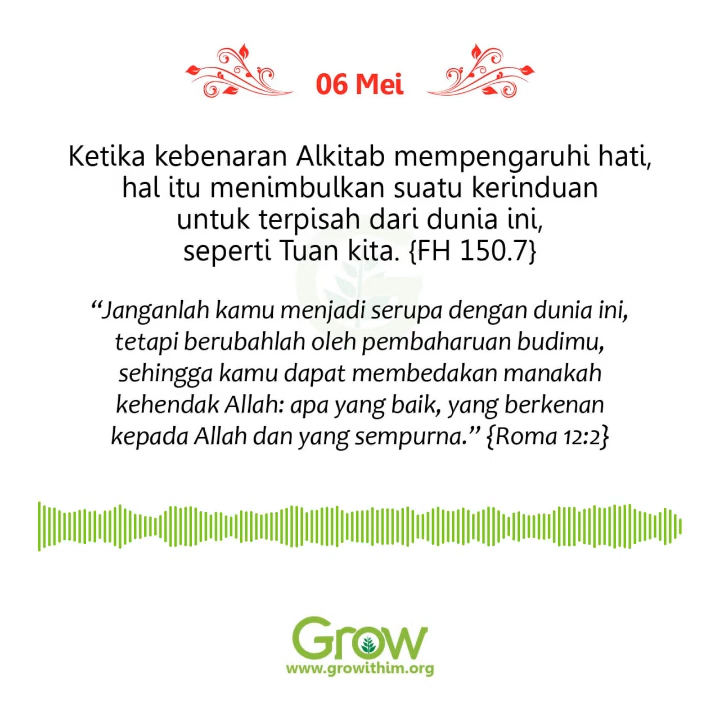 06 Mei
Ketika kebenaran Alkitab mempengaruhi hati,
hal itu menimbulkan suatu kerinduan
untuk terpisah dari dunia ini,
seperti Tuan kita. {FH 150.7}
“Janganlah kamu menjadi serupa dengan dunia ini,
tetapi berubahlah oleh pembaharuan budimu,
sehingga kamu dapat membedakan manakah
kehendak Allah: apa yang baik, yang berkenan
kepada Allah dan yang sempurna.” {Roma 12:2}
Grow
www.growithim.org